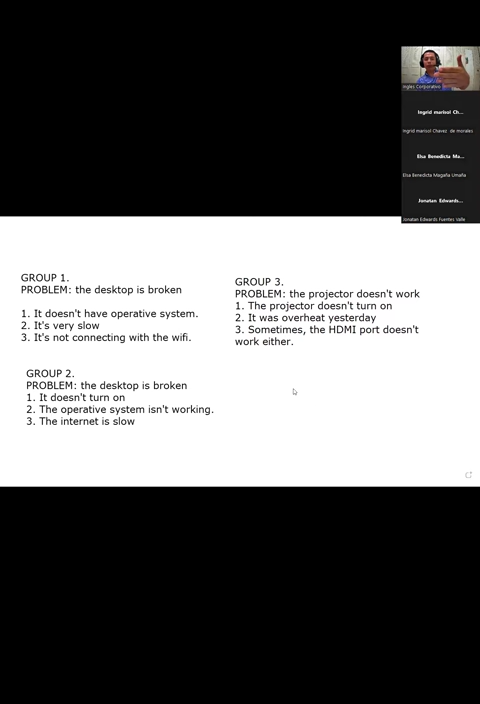 Ingles Corporativo
Ingrid marisol Ch...
Ingrid marisol Chavez de morales
Elsa Benedicta Ma...
Elsa Benedicta Magaña Umaña
Jonatan Edwards...
Jonatan Edwards Fuentes Valle
GROUP 1.
PROBLEM: the desktop is broken
1. It doesn't have operative system.
2. It's very slow
3. It's not connecting with the wifi.
GROUP 2.
PROBLEM: the desktop is broken
1. It doesn't turn on
2. The operative system isn't working.
3. The internet is slow
GROUP 3.
PROBLEM: the projector doesn't work
1. The projector doesn't turn on
2. It was overheat yesterday
3. Sometimes, the HDMI port doesn't
work either.